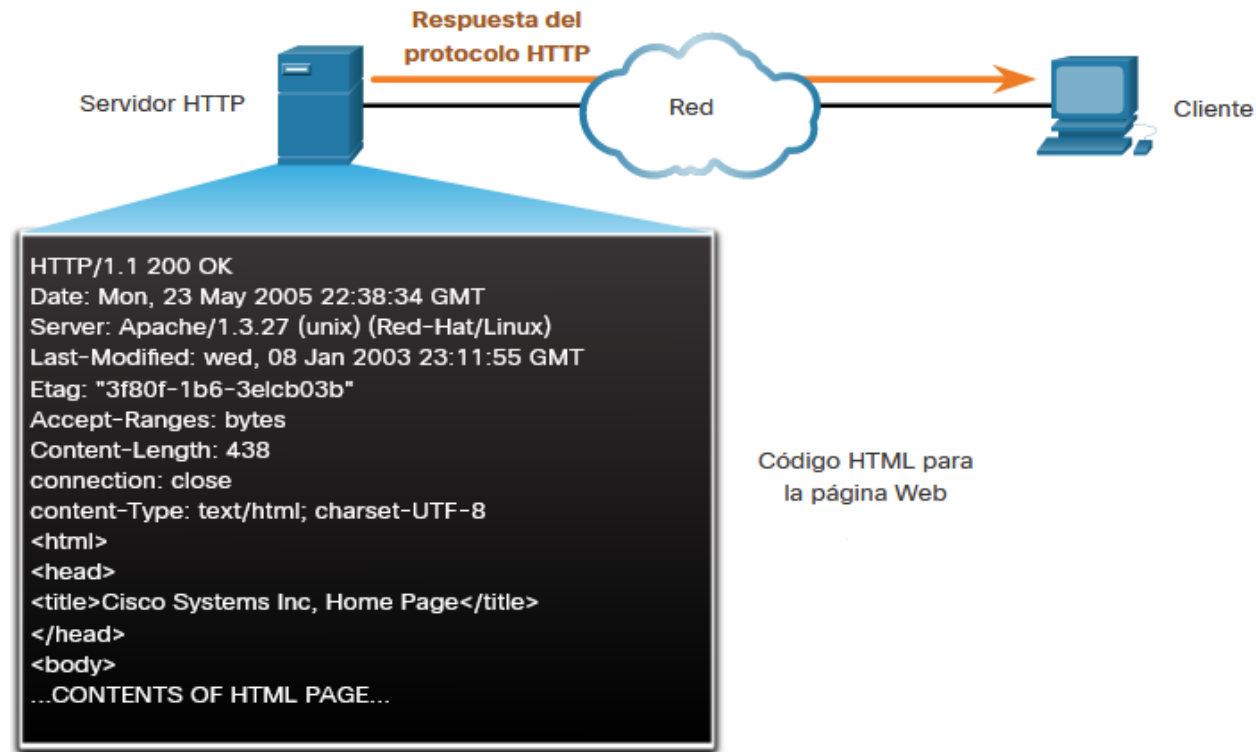 Respuesta del
protocolo HTTP
Servidor HTTP
Red
Cliente
HTTP/1.1 200 OK
Date: Mon, 23 May 2005 22:38:34 GMT
Server: Apache/1.3.27 (unix) (Red-Hat/Linux)
Last-Modified: wed, 08 Jan 2003 23:11:55 GMT
Etag: "3f80f-1b6-3elcb03b"
Accept-Ranges: bytes
Content-Length: 438
connection: close
content-Type: text/html; charset-UTF-8
<html>
<head>
<title>Cisco Systems Inc, Home Page</title>
</head>
<body>
...CONTENTS OF HTML PAGE...
Código HTML para
la página Web